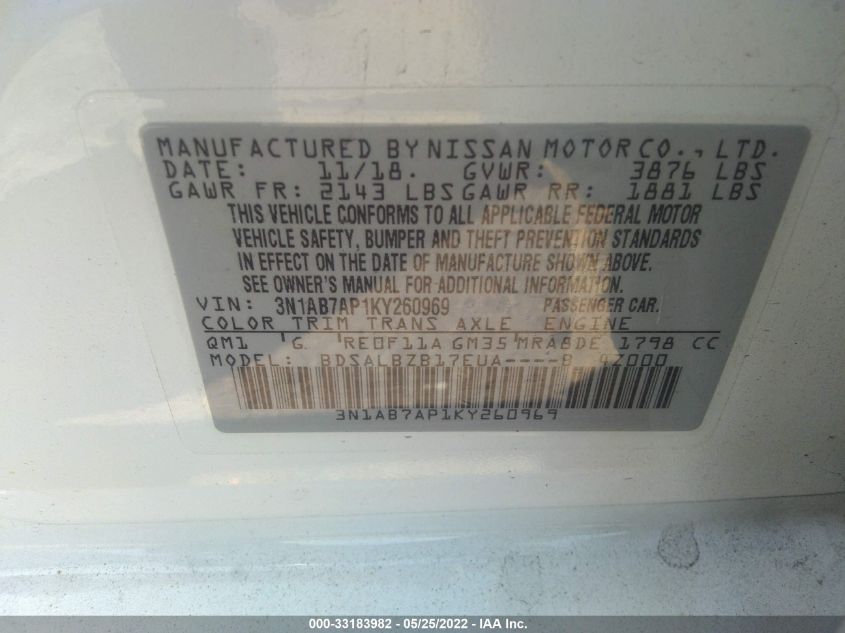 MANUFACTURED BY NISSAN MOTOR CO., LTD.
DATE: 11/18. GVWR: 3876 LBS
GAWR FR: 2143 LBS GAWR RR: 1881 LBS
THIS VEHICLE CONFORMS TO ALL APPLICABLE FEDERAL MOTOR
VEHICLE SAFETY, BUMPER AND THEFT PREVENTION STANDARDS
IN EFFECT ON THE DATE OF MANUFACTURE SHOWN ABOVE.
SEE OWNER'S MANUAL FOR ADDITIONAL INFORMATION.
VIN: 3N1AB7AP1KY260969 PASSENGER CAR.
COLOR TRIM TRANS AXLE ENGINE
QM1 G RE0F11A GM35 MRA8DE 1798 CC
MODEL: BDSALBZB17EUA----B 9Z000
3N1AB7AP1KY260969
000-33183982 - 05/25/2022 - IAA Inc.